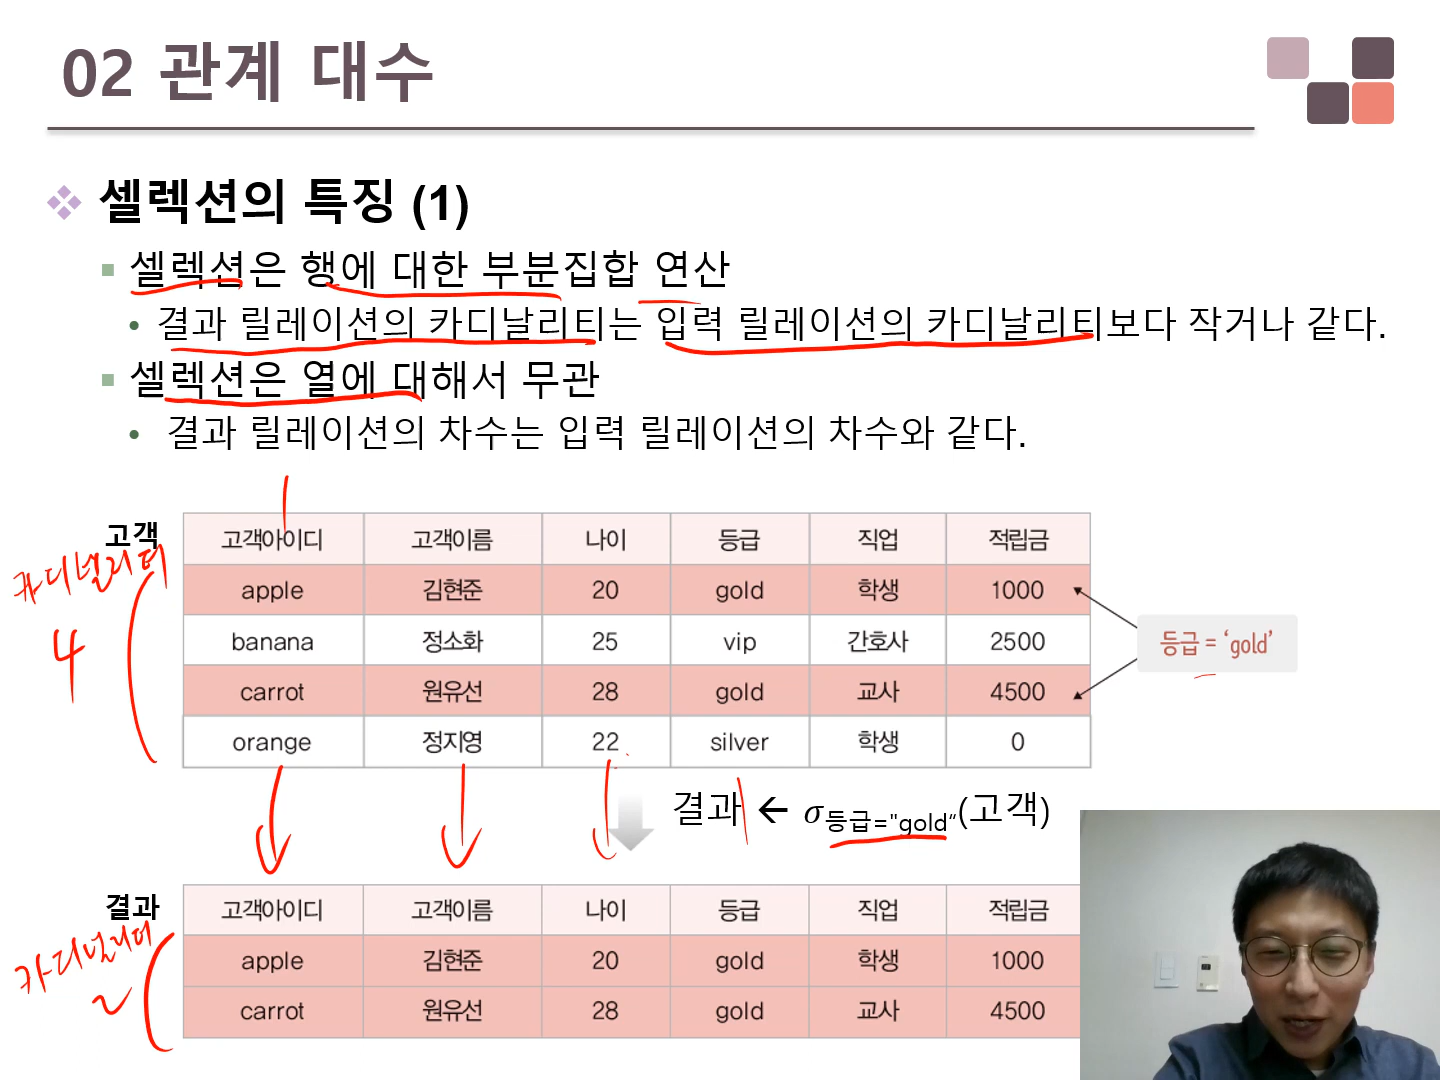 02 관계 대수
셀렉션의 특징 (1)
셀렉션은 행에 대한 부분집합 연산
결과 릴레이션의 카디날리티는 입력 릴레이션의 카디날리티보다 작거나 같다.
셀렉션은 열에 대해서 무관
결과 릴레이션의 차수는 입력 릴레이션의 차수와 같다.
고객
카디널리티
4
고객아이디 고객이름 나이 등급 직업 적립금
apple 김현준 20 gold 학생 1000
banana 정소화 25 vip 간호사 2500
carrot 원유선 28 gold 교사 4500
orange 정지영 22 silver 학생 0
등급 = ‘gold’
결과 ← σ등급="gold"(고객)
결과
카디널리티
2
고객아이디 고객이름 나이 등급 직업 적립금
apple 김현준 20 gold 학생 1000
carrot 원유선 28 gold 교사 4500